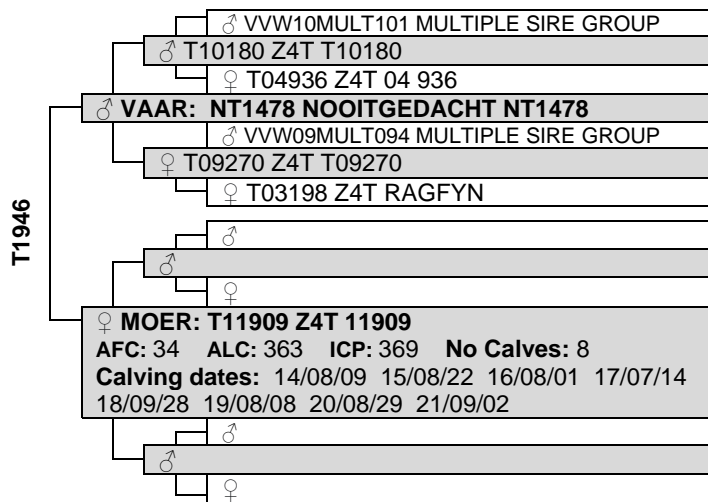 ♂ VVW10MULT101 MULTIPLE SIRE GROUP
♂ T10180 Z4T T10180
♀ T04936 Z4T 04 936
♂ VAAR: NT1478 NOOITGEDACHT NT1478
♂ VVW09MULT094 MULTIPLE SIRE GROUP
♀ T09270 Z4T T09270
♀ T03198 Z4T RAGFYN
T1946
♂
♂
♀
♀ MOER: T11909 Z4T 11909
AFC: 34 ALC: 363 ICP: 369 No Calves: 8
Calving dates: 14/08/09 15/08/22 16/08/01 17/07/14
18/09/28 19/08/08 20/08/29 21/09/02
♂
♂
♀